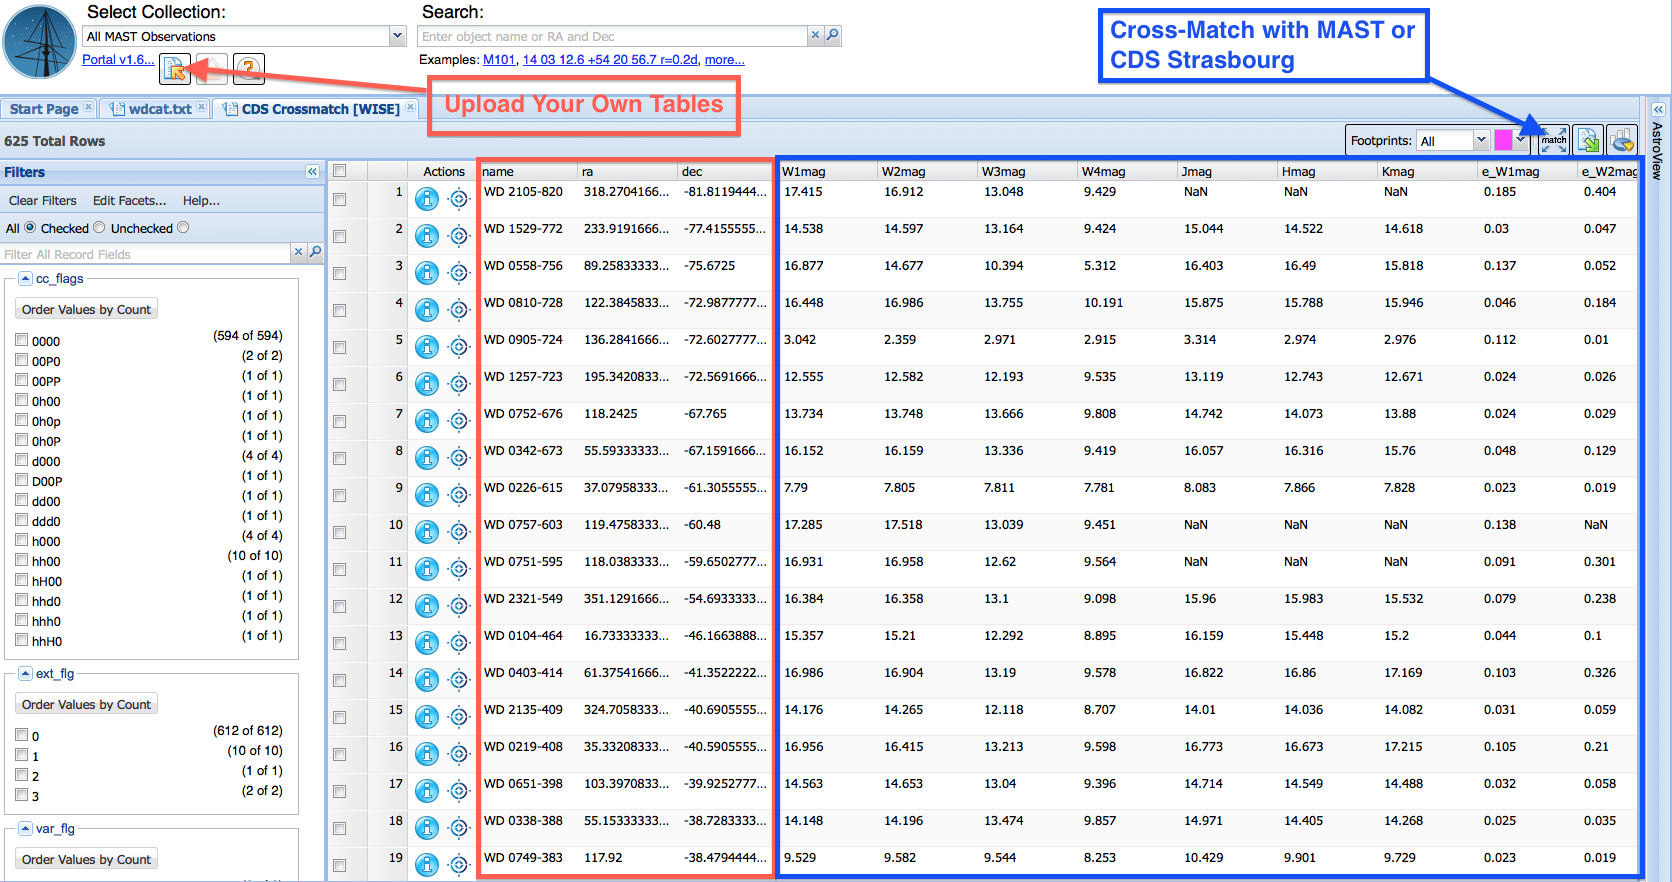 Select Collection:
Search:
All MAST Observations
Enter object name or RA and Dec
Portal v1.6...
Examples: M101, 14 03 12.6 +54 20 56.7 r=0.2d, more...
Cross-Match with MAST or
CDS Strasbourg
Upload Your Own Tables
Start Page
wdcat.txt
CDS Crossmatch [WISE]
AstroView
625 Total Rows
Footprints: All
match
Filters
Clear Filters Edit Facets... Help...
All Checked Unchecked
Filter All Record Fields
cc_flags
Order Values by Count
0000 (594 of 594)
00P0 (2 of 2)
00PP (1 of 1)
0h00 (1 of 1)
0h0p (1 of 1)
0h0P (1 of 1)
d000 (4 of 4)
D00P (1 of 1)
dd00 (1 of 1)
ddd0 (1 of 1)
h000 (4 of 4)
hh00 (10 of 10)
hH00 (1 of 1)
hhd0 (1 of 1)
hhh0 (1 of 1)
hhH0 (1 of 1)
ext_flg
Order Values by Count
0 (612 of 612)
1 (10 of 10)
2 (1 of 1)
3 (2 of 2)
var_flg
Order Values by Count
Actions name ra dec W1mag W2mag W3mag W4mag Jmag Hmag Kmag e_W1mag e_W2mag
1 WD 2105-820 318.2704166... -81.8119444... 17.415 16.912 13.048 9.429 NaN NaN NaN 0.185 0.404
2 WD 1529-772 233.9191666... -77.4155555... 14.538 14.597 13.164 9.424 15.044 14.522 14.618 0.03 0.047
3 WD 0558-756 89.25833333... -75.6725 16.877 14.677 10.394 5.312 16.403 16.49 15.818 0.137 0.052
4 WD 0810-728 122.3845833... -72.9877777... 16.448 16.986 13.755 10.191 15.875 15.788 15.946 0.046 0.184
5 WD 0905-724 136.2841666... -72.6027777... 3.042 2.359 2.971 2.915 3.314 2.974 2.976 0.112 0.01
6 WD 1257-723 195.3420833... -72.5691666... 12.555 12.582 12.193 9.535 13.119 12.743 12.671 0.024 0.026
7 WD 0752-676 118.2425 -67.765 13.734 13.748 13.666 9.808 14.742 14.073 13.88 0.024 0.029
8 WD 0342-673 55.59333333... -67.1591666... 16.152 16.159 13.336 9.419 16.057 16.316 15.76 0.048 0.129
9 WD 0226-615 37.07958333... -61.3055555... 7.79 7.805 7.811 7.781 8.083 7.866 7.828 0.023 0.019
10 WD 0757-603 119.4758333... -60.48 17.285 17.518 13.039 9.451 NaN NaN NaN 0.138 NaN
11 WD 0751-595 118.0383333... -59.6502777... 16.931 16.958 12.62 9.564 NaN NaN NaN 0.091 0.301
12 WD 2321-549 351.1291666... -54.6933333... 16.384 16.358 13.1 9.098 15.96 15.983 15.532 0.079 0.238
13 WD 0104-464 16.73333333... -46.1663888... 15.357 15.21 12.292 8.895 16.159 15.448 15.2 0.044 0.1
14 WD 0403-414 61.37541666... -41.3522222... 16.986 16.904 13.19 9.578 16.822 16.86 17.169 0.103 0.326
15 WD 2135-409 324.7058333... -40.6905555... 14.176 14.265 12.118 8.707 14.01 14.036 14.082 0.031 0.059
16 WD 0219-408 35.33208333... -40.5905555... 16.956 16.415 13.213 9.598 16.773 16.673 17.215 0.105 0.21
17 WD 0651-398 103.3970833... -39.9252777... 14.563 14.653 13.04 9.396 14.714 14.549 14.488 0.032 0.058
18 WD 0338-388 55.15333333... -38.7283333... 14.148 14.196 13.474 9.857 14.971 14.405 14.268 0.025 0.035
19 WD 0749-383 117.92 -38.4794444... 9.529 9.582 9.544 8.253 10.429 9.901 9.729 0.023 0.019